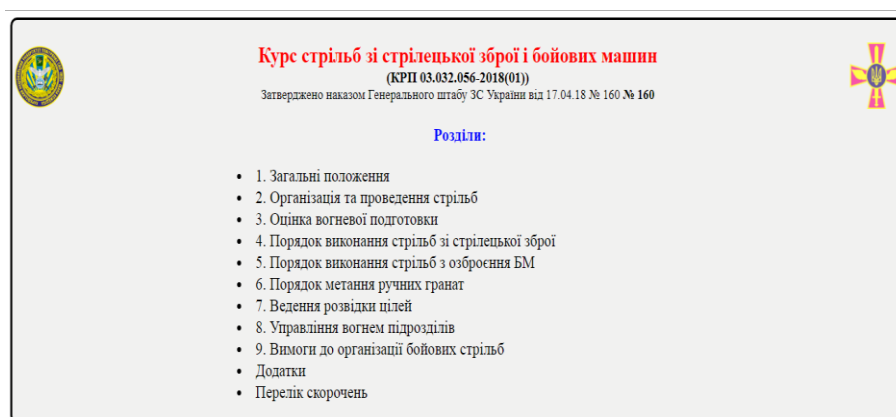 Курс стрільб зі стрілецької зброї і бойових машин
(КРП 03.032.056-2018(01))
Затверджено наказом Генерального штабу ЗС України від 17.04.18 № 160 № 160
Розділи:
• 1. Загальні положення
• 2. Організація та проведення стрільб
• 3. Оцінка вогневої подготовки
• 4. Порядок виконання стрільб зі стрілецької зброї
• 5. Порядок виконання стрільб з озброєння БМ
• 6. Порядок метання ручних гранат
• 7. Ведення розвідки цілей
• 8. Управління вогнем підрозділів
• 9. Вимоги до організації бойових стрільб
• Додатки
• Перелік скорочень